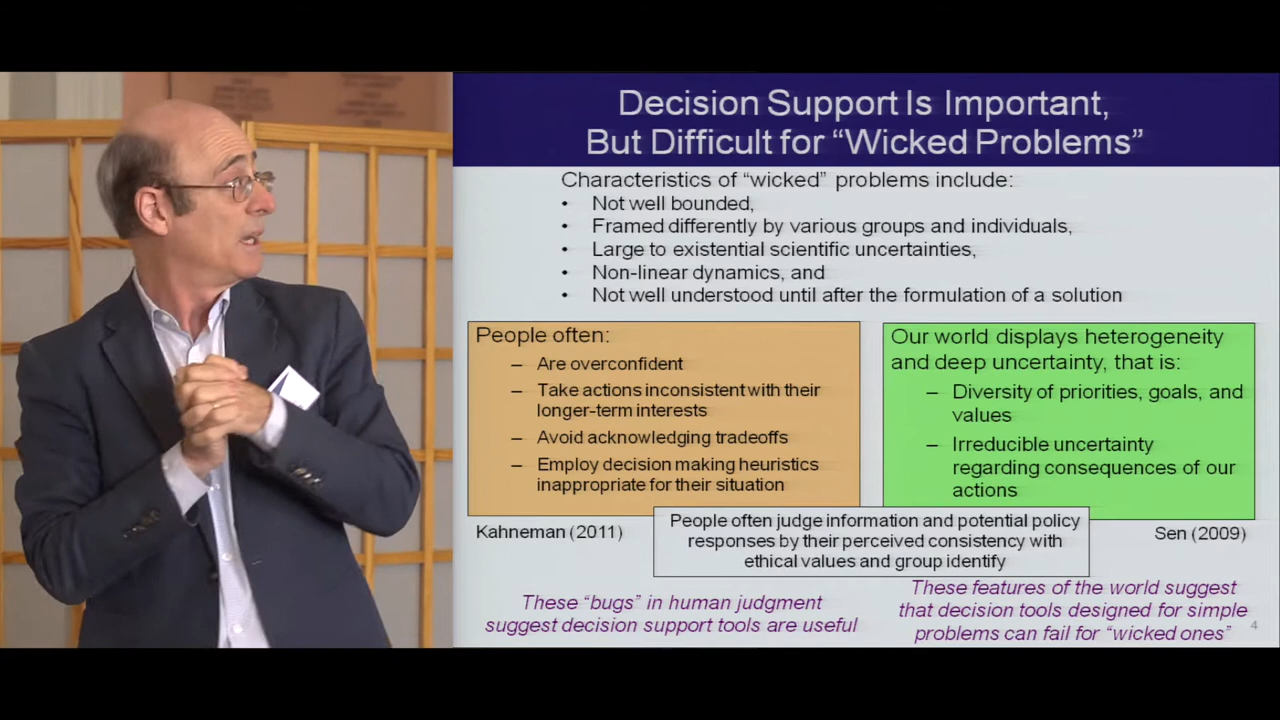 Decision Support Is Important,
But Difficult for “Wicked Problems”
Characteristics of “wicked” problems include:
• Not well bounded,
• Framed differently by various groups and individuals,
• Large to existential scientific uncertainties,
• Non-linear dynamics, and
• Not well understood until after the formulation of a solution
People often:
– Are overconfident
– Take actions inconsistent with their
longer-term interests
– Avoid acknowledging tradeoffs
– Employ decision making heuristics
inappropriate for their situation
Our world displays heterogeneity
and deep uncertainty, that is:
– Diversity of priorities, goals, and
values
– Irreducible uncertainty
regarding consequences of our
actions
Kahneman (2011)
People often judge information and potential policy
responses by their perceived consistency with
ethical values and group identify
Sen (2009)
These “bugs” in human judgment
suggest decision support tools are useful
These features of the world suggest
that decision tools designed for simple
problems can fail for “wicked ones”
4